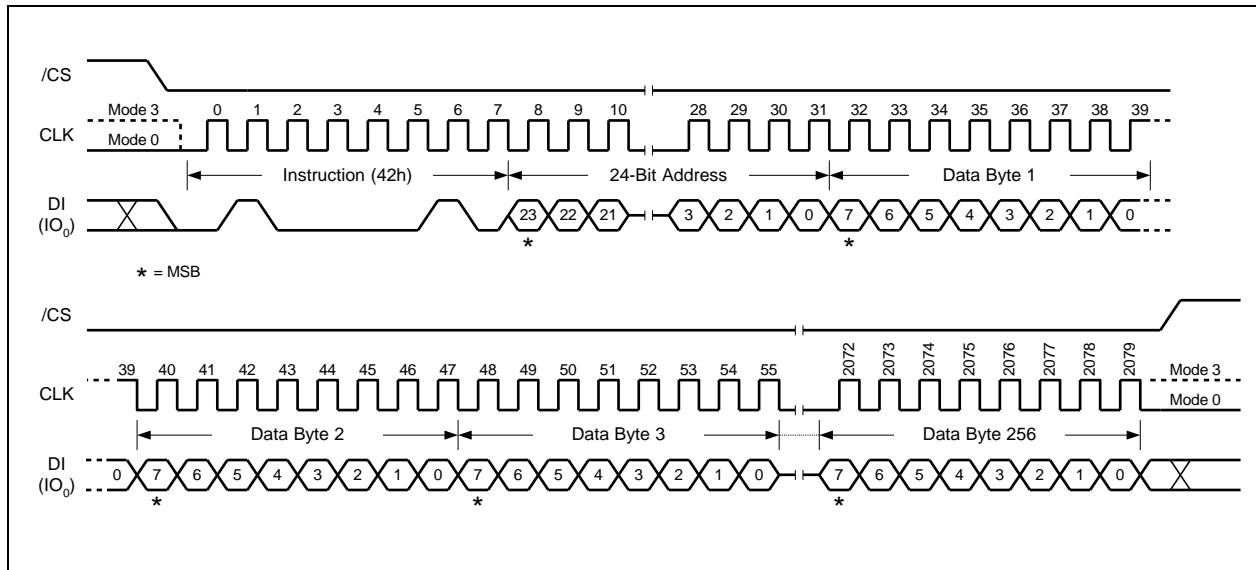 /CS
Mode 3 0 1 2 3 4 5 6 7 8 9 10 28 29 30 31 32 33 34 35 36 37 38 39
CLK Mode 0
Instruction (42h) 24-Bit Address Data Byte 1
DI (IO0) 23 22 21 3 2 1 0 7 6 5 4 3 2 1 0
* *
* = MSB
/CS
39 40 41 42 43 44 45 46 47 48 49 50 51 52 53 54 55 2072 2073 2074 2075 2076 2077 2078 2079 Mode 3
CLK Mode 0
Data Byte 2 Data Byte 3 Data Byte 256
DI (IO0) 0 7 6 5 4 3 2 1 0 7 6 5 4 3 2 1 0 7 6 5 4 3 2 1 0
* * *